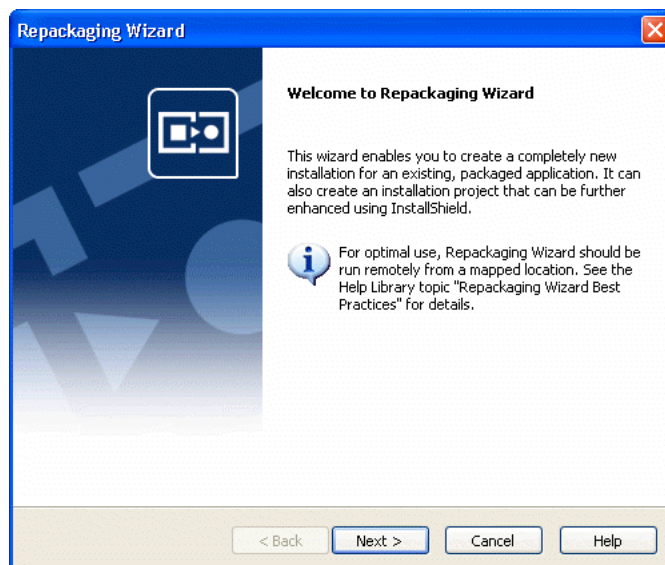 Repackaging Wizard
Welcome to Repackaging Wizard
This wizard enables you to create a completely new
installation for an existing, packaged application. It can
also create an installation project that can be further
enhanced using InstallShield.
For optimal use, Repackaging Wizard should be
run remotely from a mapped location. See the
Help Library topic "Repackaging Wizard Best
Practices" for details.
< Back Next > Cancel Help